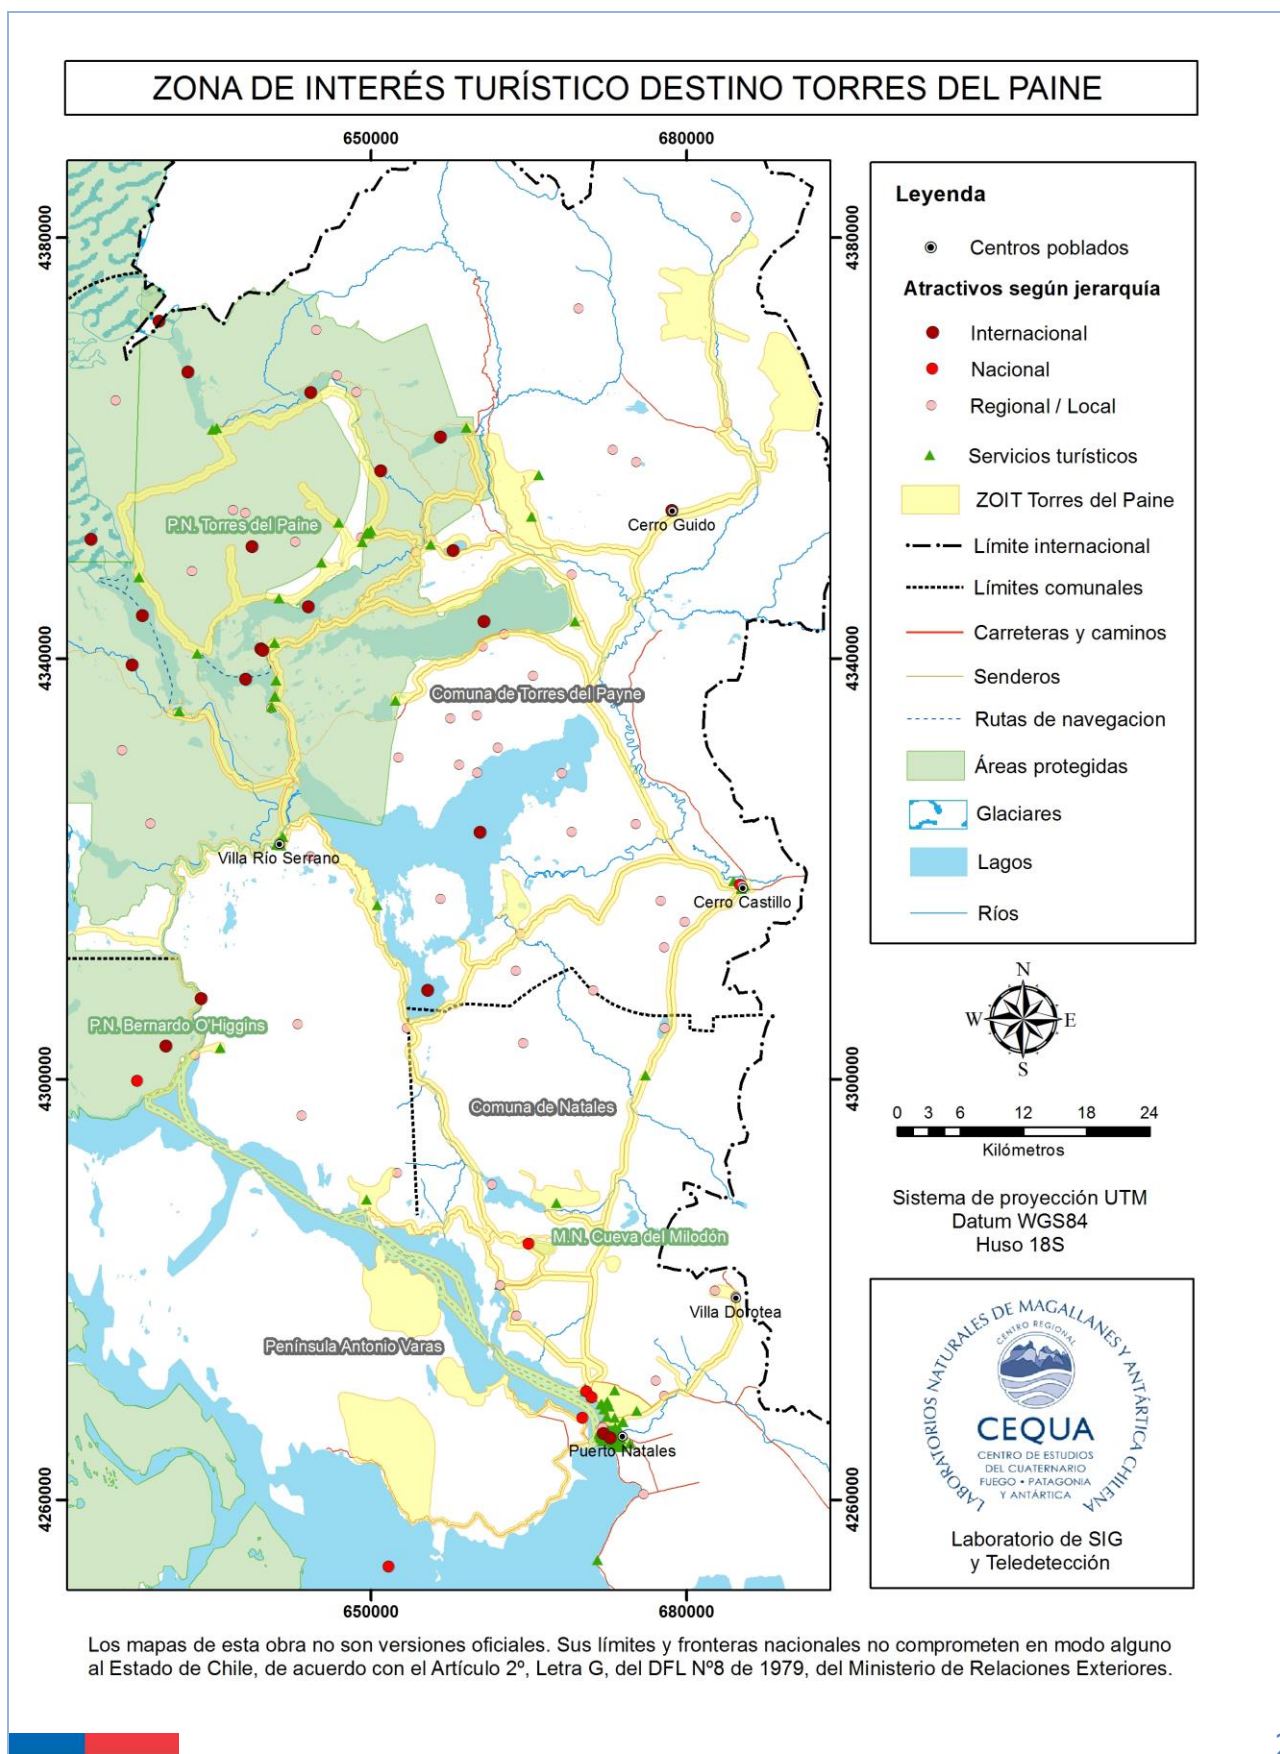 ZONA DE INTERÉS TURÍSTICO DESTINO TORRES DEL PAINE
650000
680000
4380000
4380000
4340000
4340000
4300000
4300000
4260000
4260000
650000
680000
P.N. Torres del Paine
Cerro Guido
Comuna de Torres del Payne
Villa Río Serrano
Cerro Castillo
P.N. Bernardo O'Higgins
Comuna de Natales
M.N. Cueva del Milodón
Villa Dorotea
Península Antonio Varas
Puerto Natales
Leyenda
Centros poblados
Atractivos según jerarquía
Internacional
Nacional
Regional / Local
Servicios turísticos
ZOIT Torres del Paine
Límite internacional
Límites comunales
Carreteras y caminos
Senderos
Rutas de navegacion
Áreas protegidas
Glaciares
Lagos
Ríos
N
W
E
S
0 3 6 12 18 24
Kilómetros
Sistema de proyección UTM
Datum WGS84
Huso 18S
LABORATORIOS NATURALES DE MAGALLANES Y ANTÁRTICA CHILENA
CENTRO REGIONAL
CEQUA
CENTRO DE ESTUDIOS
DEL CUATERNARIO
FUEGO • PATAGONIA
Y ANTÁRTICA
Laboratorio de SIG
y Teledetección
Los mapas de esta obra no son versiones oficiales. Sus límites y fronteras nacionales no comprometen en modo alguno
al Estado de Chile, de acuerdo con el Artículo 2º, Letra G, del DFL Nº8 de 1979, del Ministerio de Relaciones Exteriores.